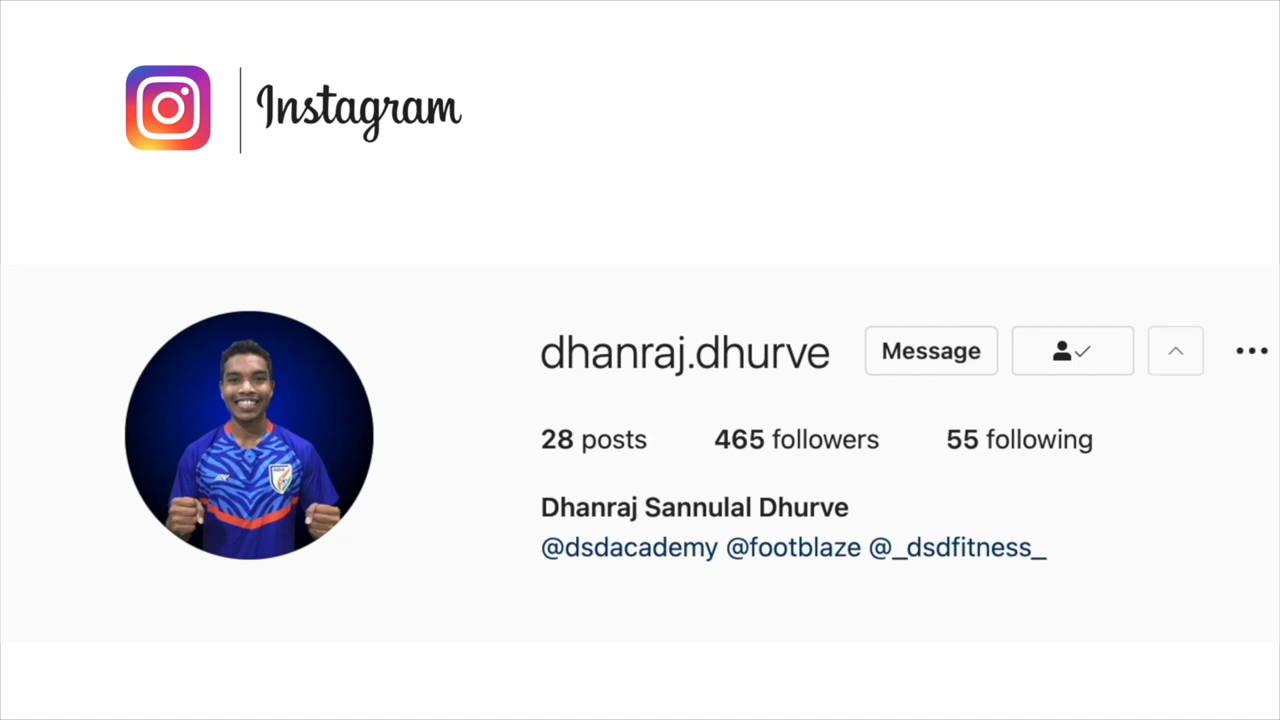 Instagram
dhanraj.dhurve Message
28 posts 465 followers 55 following
Dhanraj Sannulal Dhurve
@dsdacademy @footblaze @_dsdfitness_